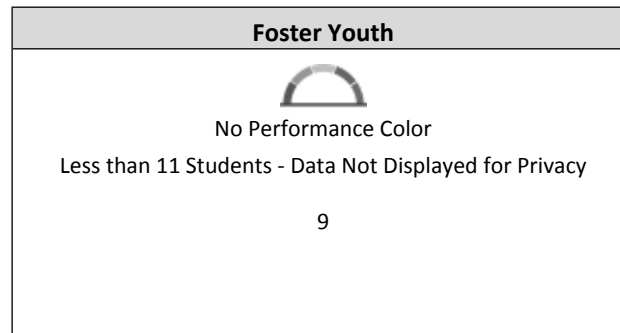 Foster Youth
No Performance Color
Less than 11 Students - Data Not Displayed for Privacy
9